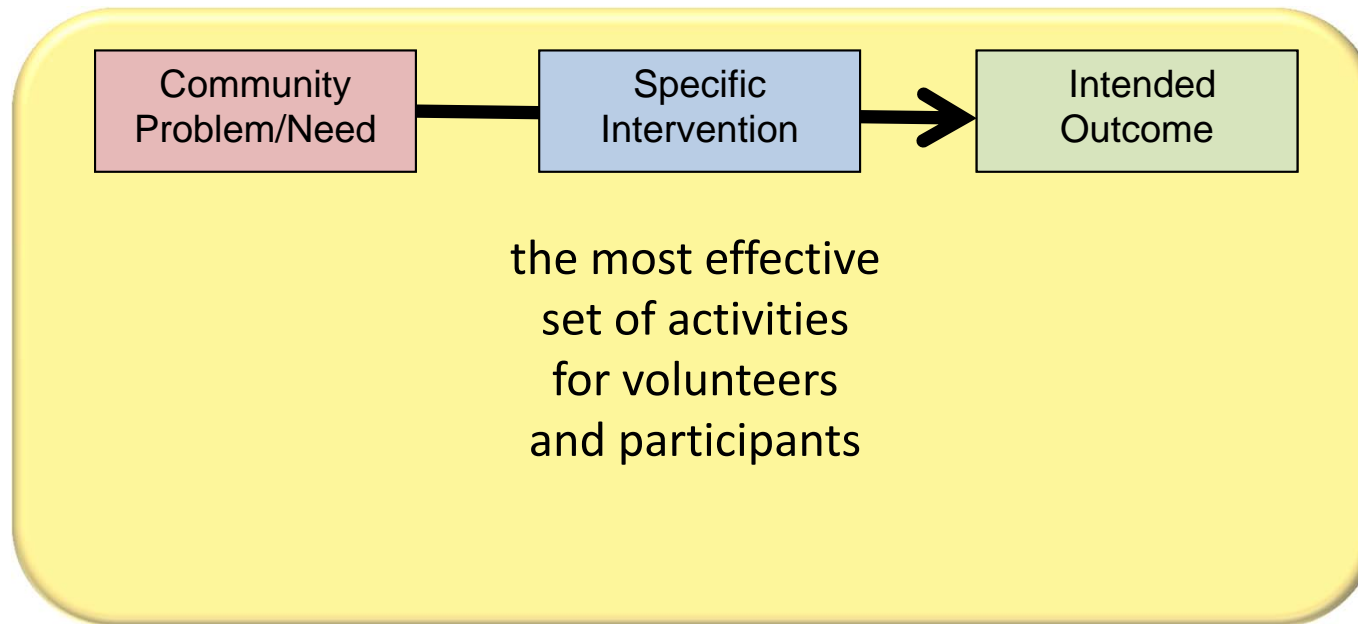 Community
Problem/Need
Specific
Intervention
Intended
Outcome
the most effective
set of activities
for volunteers
and participants